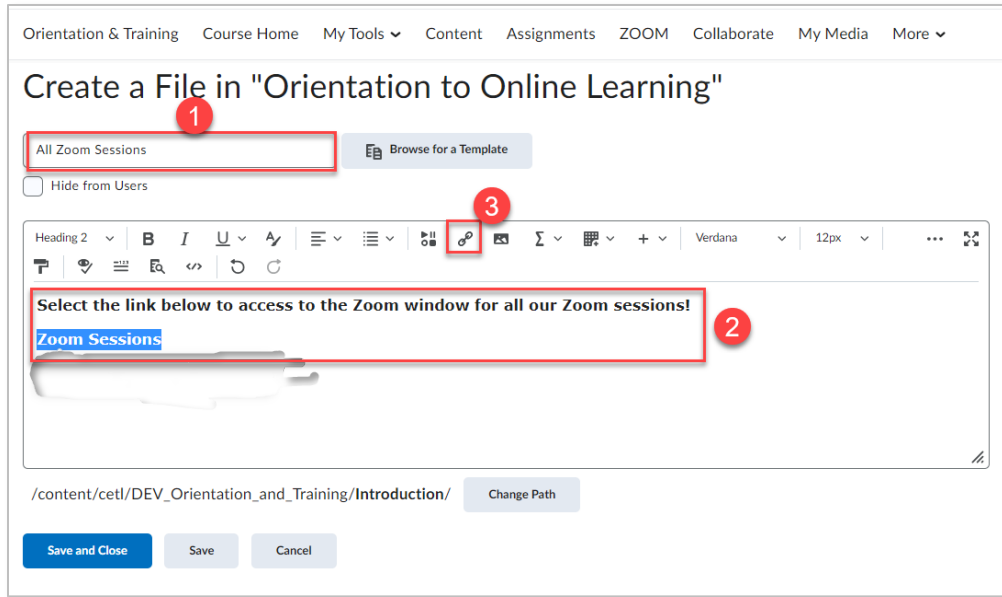 Orientation & Training Course Home My Tools Content Assignments ZOOM Collaborate My Media More
Create a File in "Orientation to Online Learning"
1
All Zoom Sessions Browse for a Template
Hide from Users
3
Heading 2 B I U A Σ + Verdana 12px ...
</>
Select the link below to access to the Zoom window for all our Zoom sessions!
2
Zoom Sessions
/content/cetl/DEV_Orientation_and_Training/Introduction/ Change Path
Save and Close Save Cancel